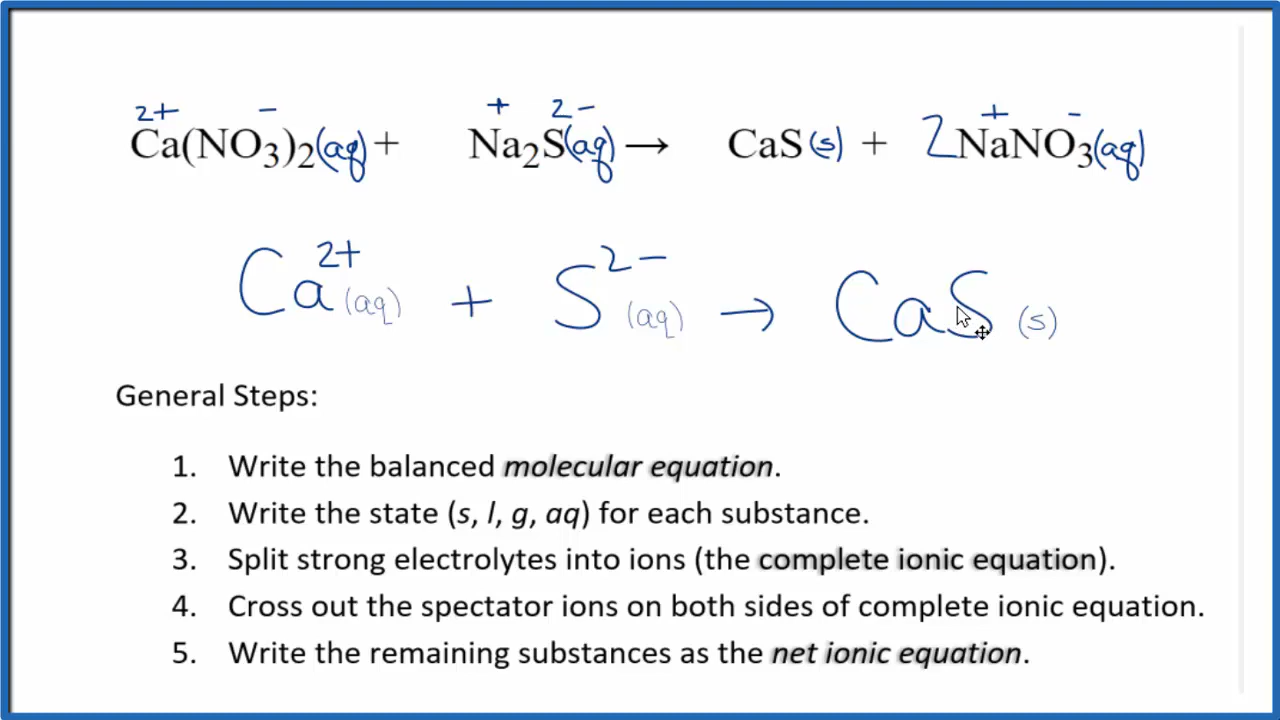 2+ − + 2− + −
Ca(NO₃)₂(aq) + Na₂S(aq) → CaS(s) + 2NaNO₃(aq)
Ca²⁺(aq) + S²⁻(aq) → CaS(s)
General Steps:
1. Write the balanced molecular equation.
2. Write the state (s, l, g, aq) for each substance.
3. Split strong electrolytes into ions (the complete ionic equation).
4. Cross out the spectator ions on both sides of complete ionic equation.
5. Write the remaining substances as the net ionic equation.